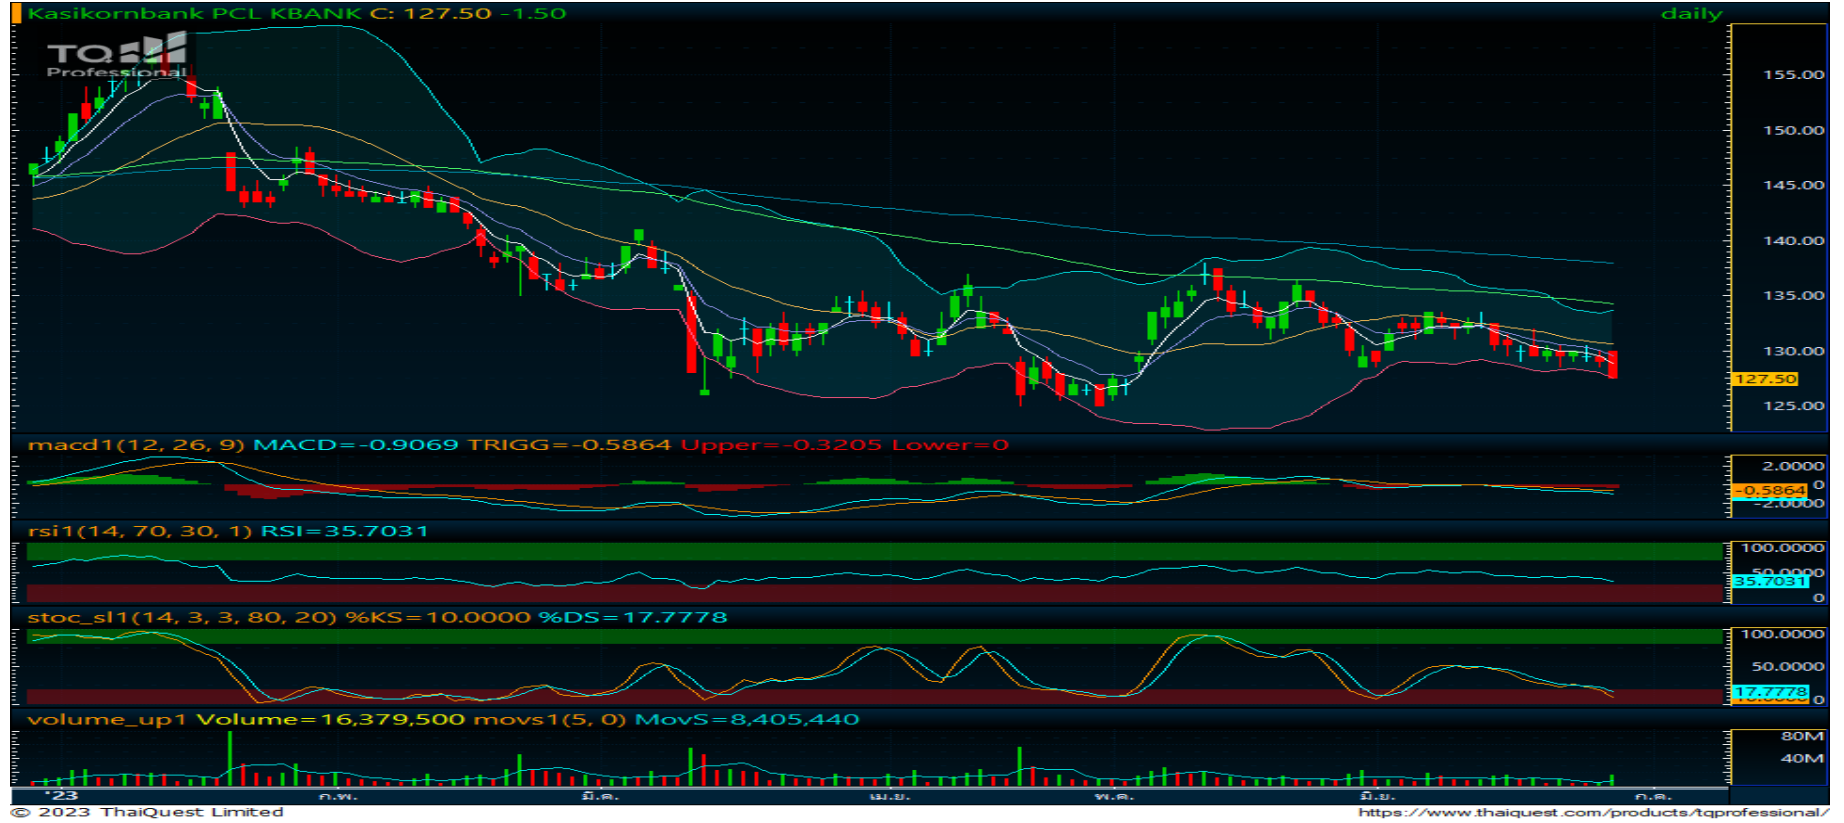 Kasikornbank PCL KBANK C: 127.50 -1.50 daily
TQ
Professional
155.00
150.00
145.00
140.00
135.00
130.00
127.50
125.00
macd1(12, 26, 9) MACD=-0.9069 TRIGG=-0.5864 Upper=-0.3205 Lower=0
2.0000
0
-0.5864
-2.0000
rsi1(14, 70, 30, 1) RSI=35.7031
100.0000
50.0000
35.7031
0
stoc_sl1(14, 3, 3, 80, 20) %KS=10.0000 %DS=17.7778
100.0000
50.0000
17.7778
0
volume_up1 Volume=16,379,500 movs1(5, 0) MovS=8,405,440
80M
40M
'23 ก.พ. มี.ค. เม.ย. พ.ค. มิ.ย. ก.ค.
© 2023 ThaiQuest Limited https://www.thaiquest.com/products/tqprofessional/